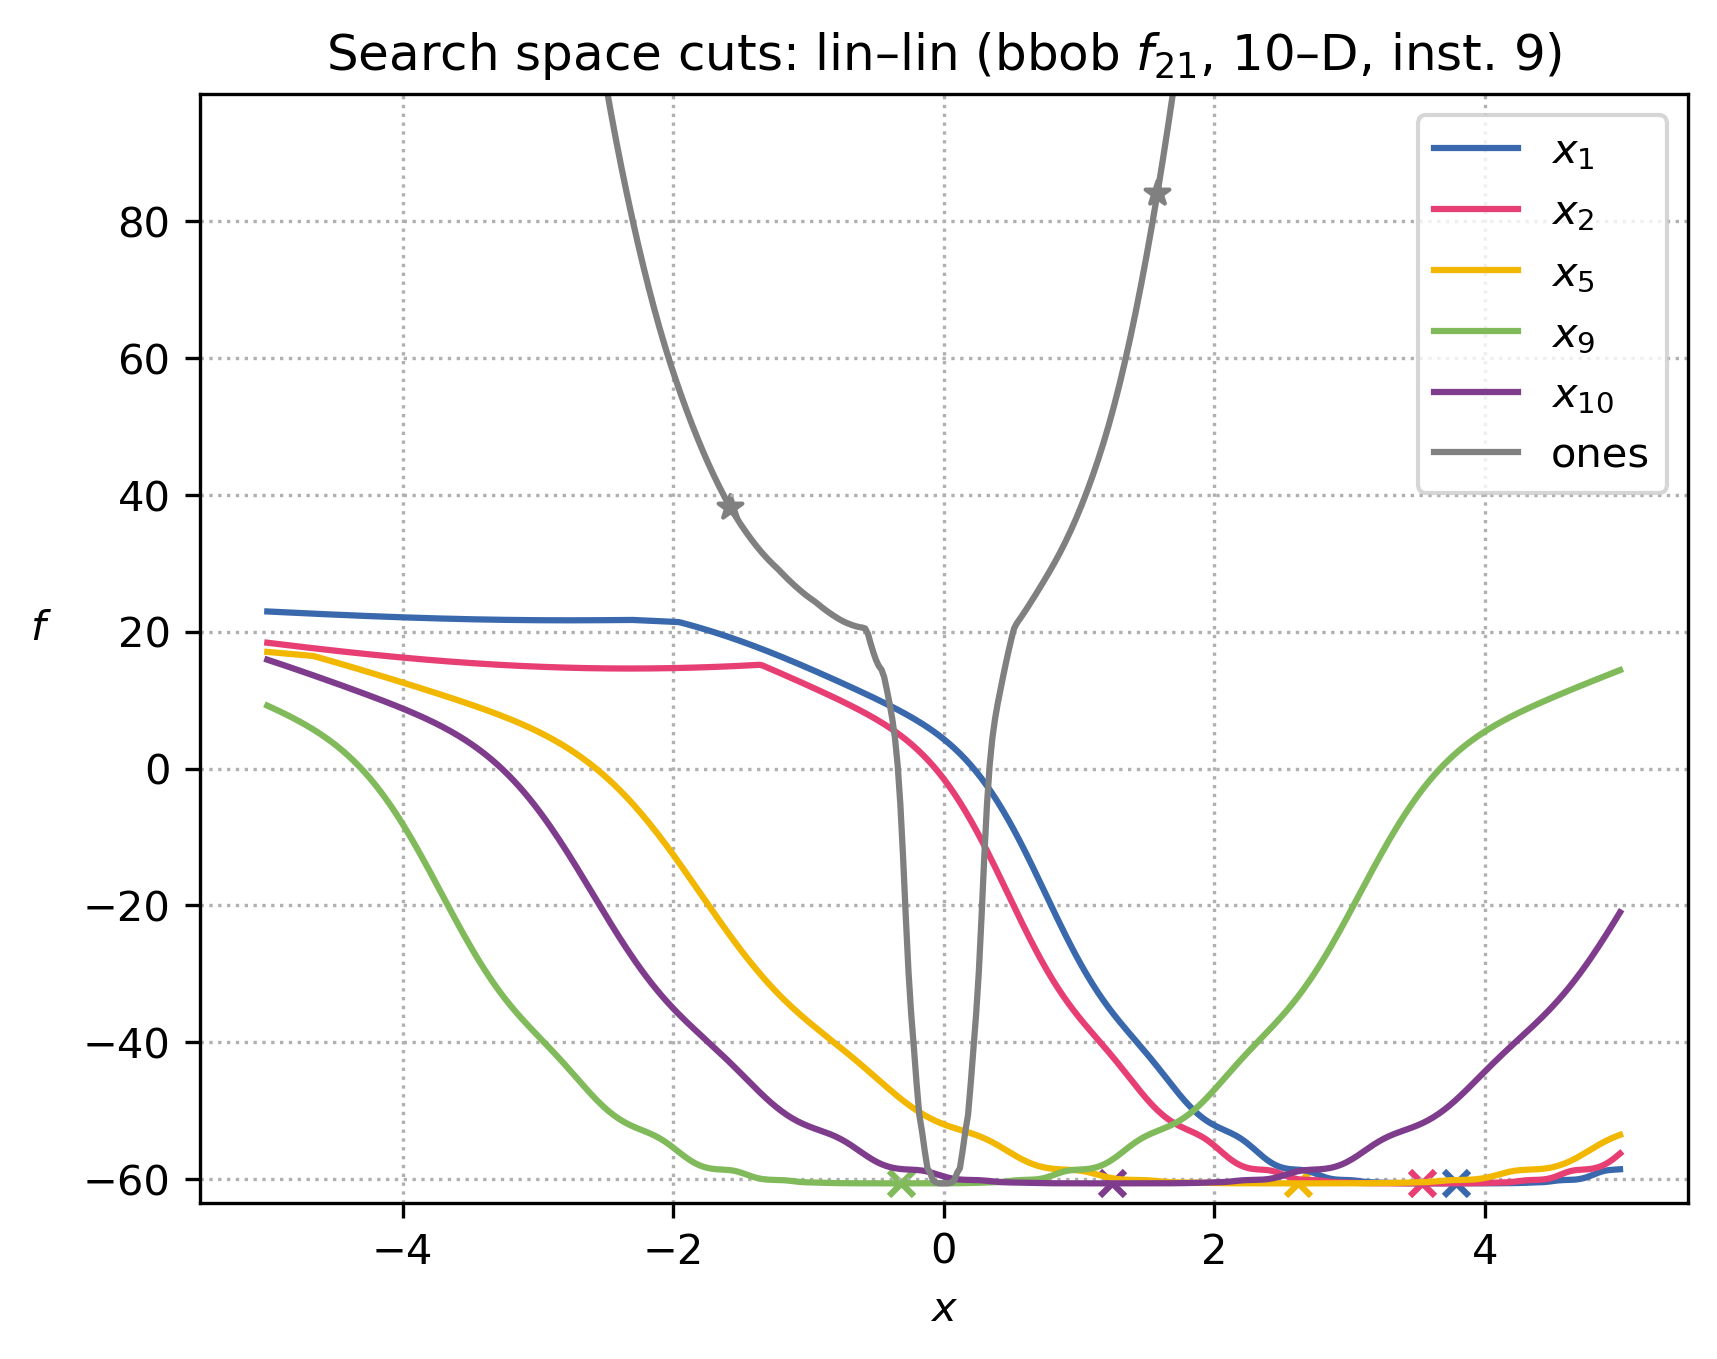 Search space cuts: lin–lin (bbob f21, 10–D, inst. 9)
x1
x2
x5
x9
x10
ones
80
60
40
20
0
−20
−40
−60
f
−4 −2 0 2 4
x